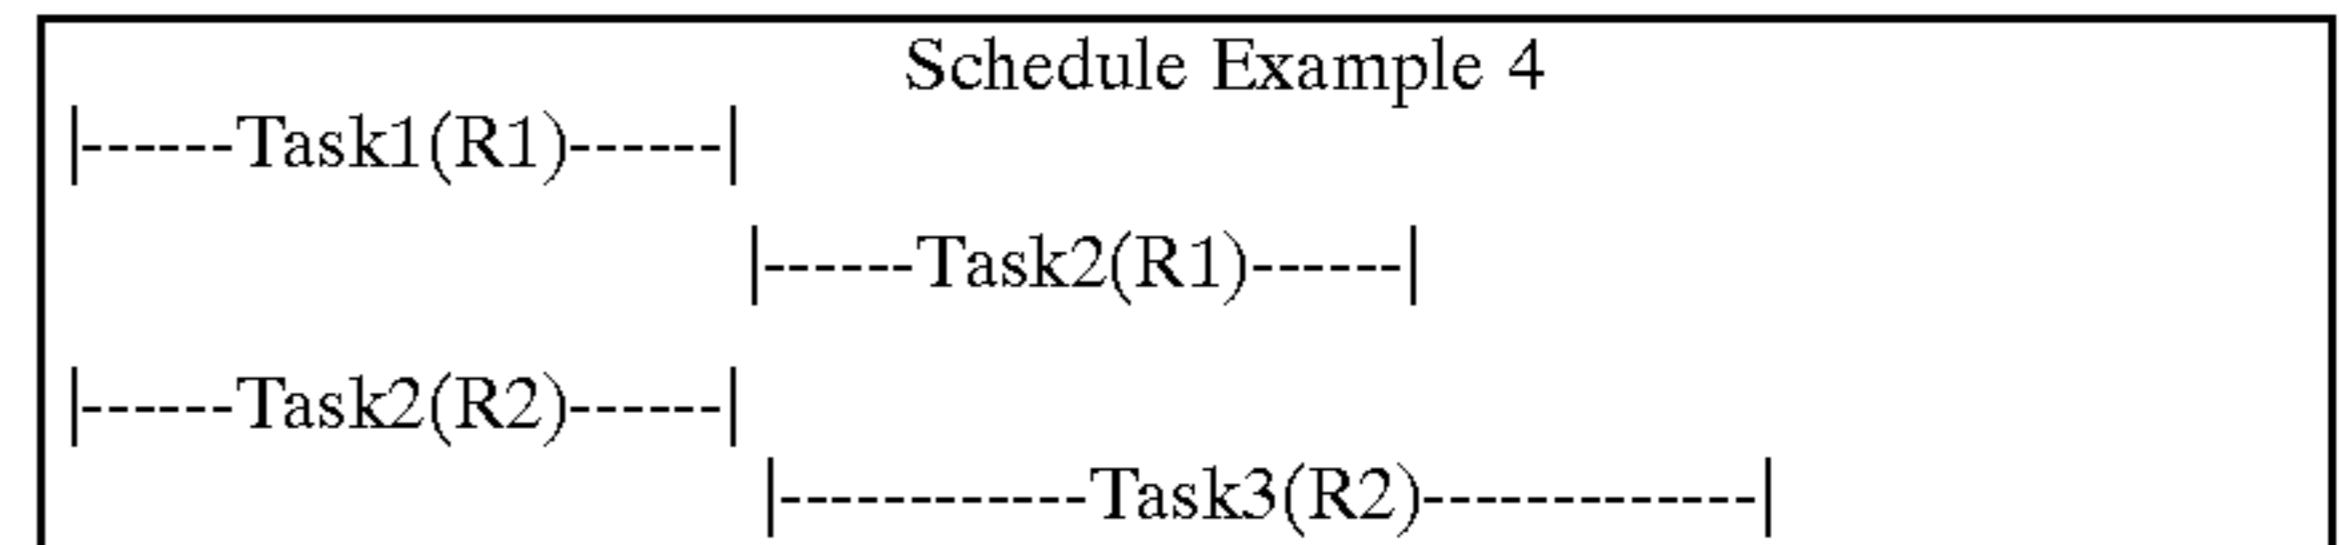 Schedule Example 4
|------Task1(R1)------|
|------Task2(R1)------|
|------Task2(R2)------|
|------------Task3(R2)-------------|